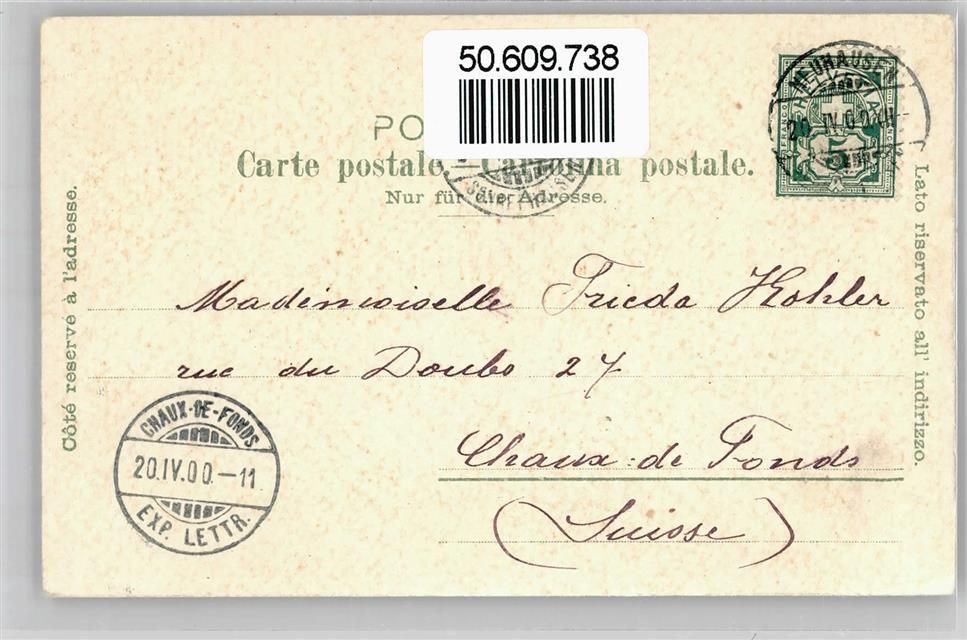 50.609.738
NEUHAUSEN
5
PO
Carte postale. Cartolina postale.
Nur für die Adresse.
Côté reserve à l'adresse.
Lato riservato all' indirizzo.
Mademoiselle Frieda Kohler
rue du Doubs 27
Chaux-de Fonds
(Suisse)
CHAUX-DE-FONDS
20.IV.00.-11
EXP. LETTR.